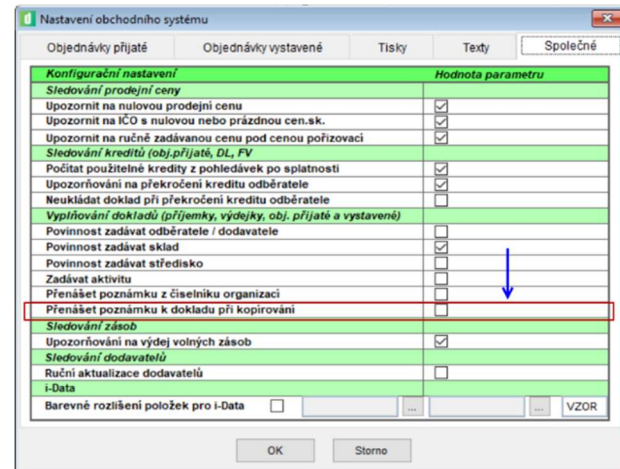 Nastavení obchodního systému
Objednávky přijaté Objednávky vystavené Tisky Texty Společné
Konfigurační nastavení Hodnota parametru
Sledování prodejní ceny
Upozornit na nulovou prodejní cenu
Upozornit na IČO s nulovou nebo prázdnou cen.sk.
Upozornit na ručně zadávanou cenu pod cenou pořizovací
Sledování kreditů (obj.přijaté, DL, FV
Počítat použitelné kredity z pohledávek po splatnosti
Upozorňování na překročení kreditu odběratele
Neukládat doklad při překročení kreditu odběratele
Vyplňování dokladů (příjemky, výdejky, obj. přijaté a vystavené)
Povinnost zadávat odběratele / dodavatele
Povinnost zadávat sklad
Povinnost zadávat středisko
Zadávat aktivitu
Přenášet poznámku z číselníku organizací
Přenášet poznámku k dokladu při kopírování
Sledování zásob
Upozorňování na výdej volných zásob
Sledování dodavatelů
Ruční aktualizace dodavatelů
i-Data
Barevné rozlišení položek pro i-Data ... ... VZOR
OK Storno